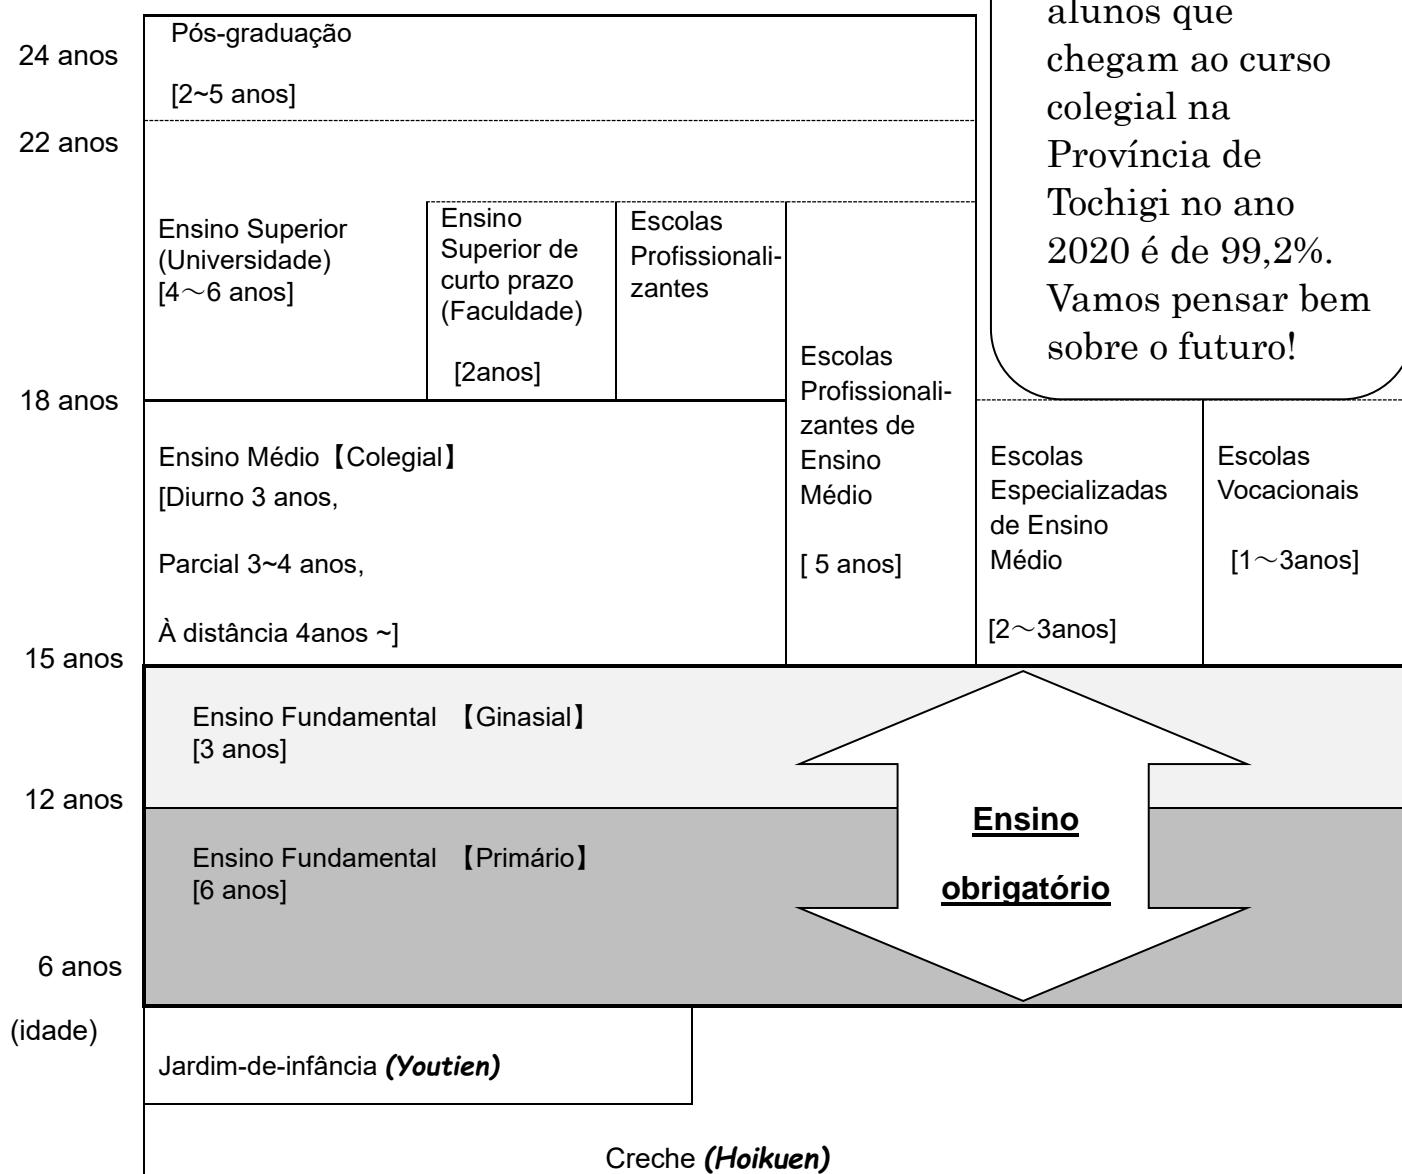 alunos que
chegam ao curso
colegial na
Província de
Tochigi no ano
2020 é de 99,2%.
Vamos pensar bem
sobre o futuro!
24 anos
Pós-graduação
[2~5 anos]
22 anos
Ensino Superior
(Universidade)
[4～6 anos]
Ensino
Superior de
curto prazo
(Faculdade)
[2anos]
Escolas
Profissionali-
zantes
Escolas
Profissionali-
zantes de
Ensino
Médio
[ 5 anos]
18 anos
Ensino Médio【Colegial】
[Diurno 3 anos,
Parcial 3~4 anos,
À distância 4anos ~]
Escolas
Especializadas
de Ensino
Médio
[2～3anos]
Escolas
Vocacionais
[1～3anos]
15 anos
Ensino Fundamental 【Ginasial】
[3 anos]
12 anos
Ensino Fundamental 【Primário】
[6 anos]
Ensino
obrigatório
6 anos
(idade)
Jardim-de-infância (Youtien)
Creche (Hoikuen)